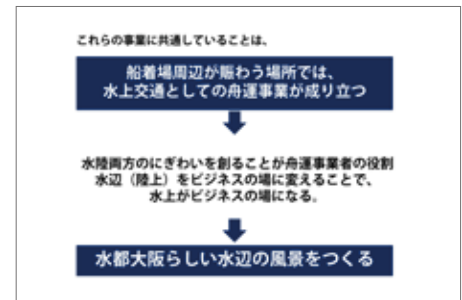 これらの事業に共通していることは、
船着場周辺が賑わう場所では、
水上交通としての舟運事業が成り立つ
水陸両方のにぎわいを創ることが舟運事業者の役割
水辺（陸上）をビジネスの場に変えることで、
水上がビジネスの場になる。
水都大阪らしい水辺の風景をつくる